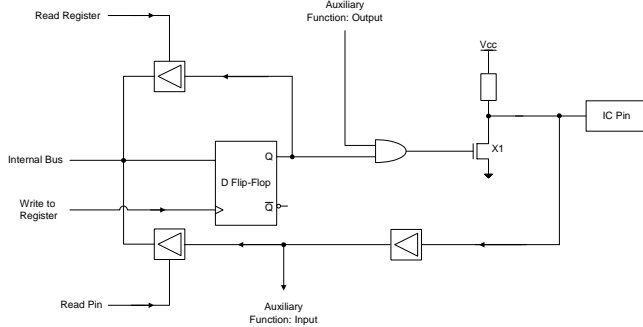 Read Register
Auxiliary
Function: Output
Vcc
IC Pin
X1
Internal Bus
Q
D Flip-Flop
Q
Write to
Register
Read Pin
Auxiliary
Function: Input